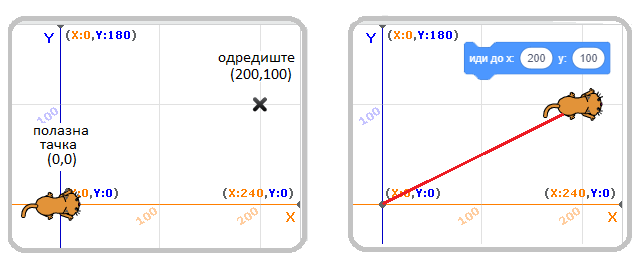 Y (X:0,Y:180)
одредиште
(200,100)
100
полазна
тачка
(0,0)
:0,Y:0)
(X:240,Y:0)
100
200
X
Y (X:0,Y:180)
иди до x: 200 y: 100
100
(X:0,Y:0)
(X:240,Y:0)
100
200
X